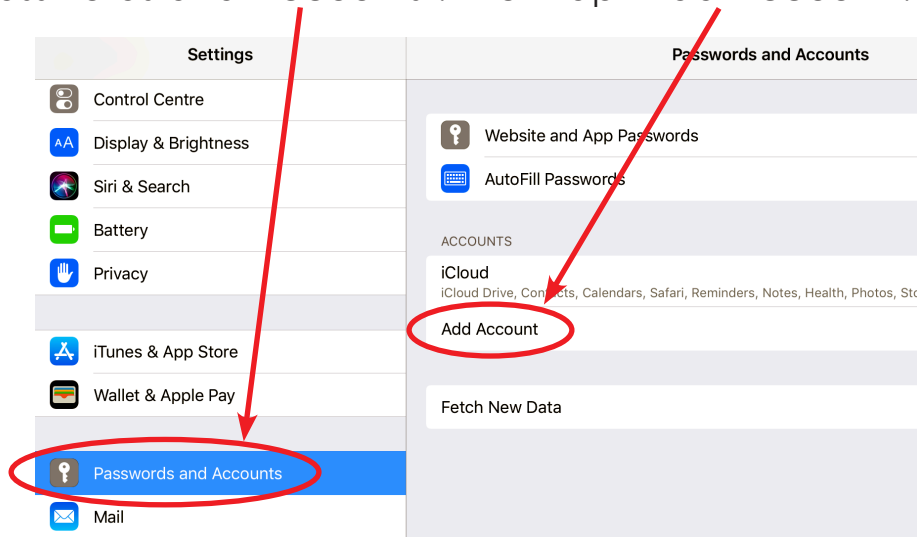 Settings
Control Centre
AA Display & Brightness
Siri & Search
Battery
Privacy
iTunes & App Store
Wallet & Apple Pay
Passwords and Accounts
Mail
Passwords and Accounts
Website and App Passwords
AutoFill Passwords
ACCOUNTS
iCloud
iCloud Drive, Contacts, Calendars, Safari, Reminders, Notes, Health, Photos,
Add Account
Fetch New Data